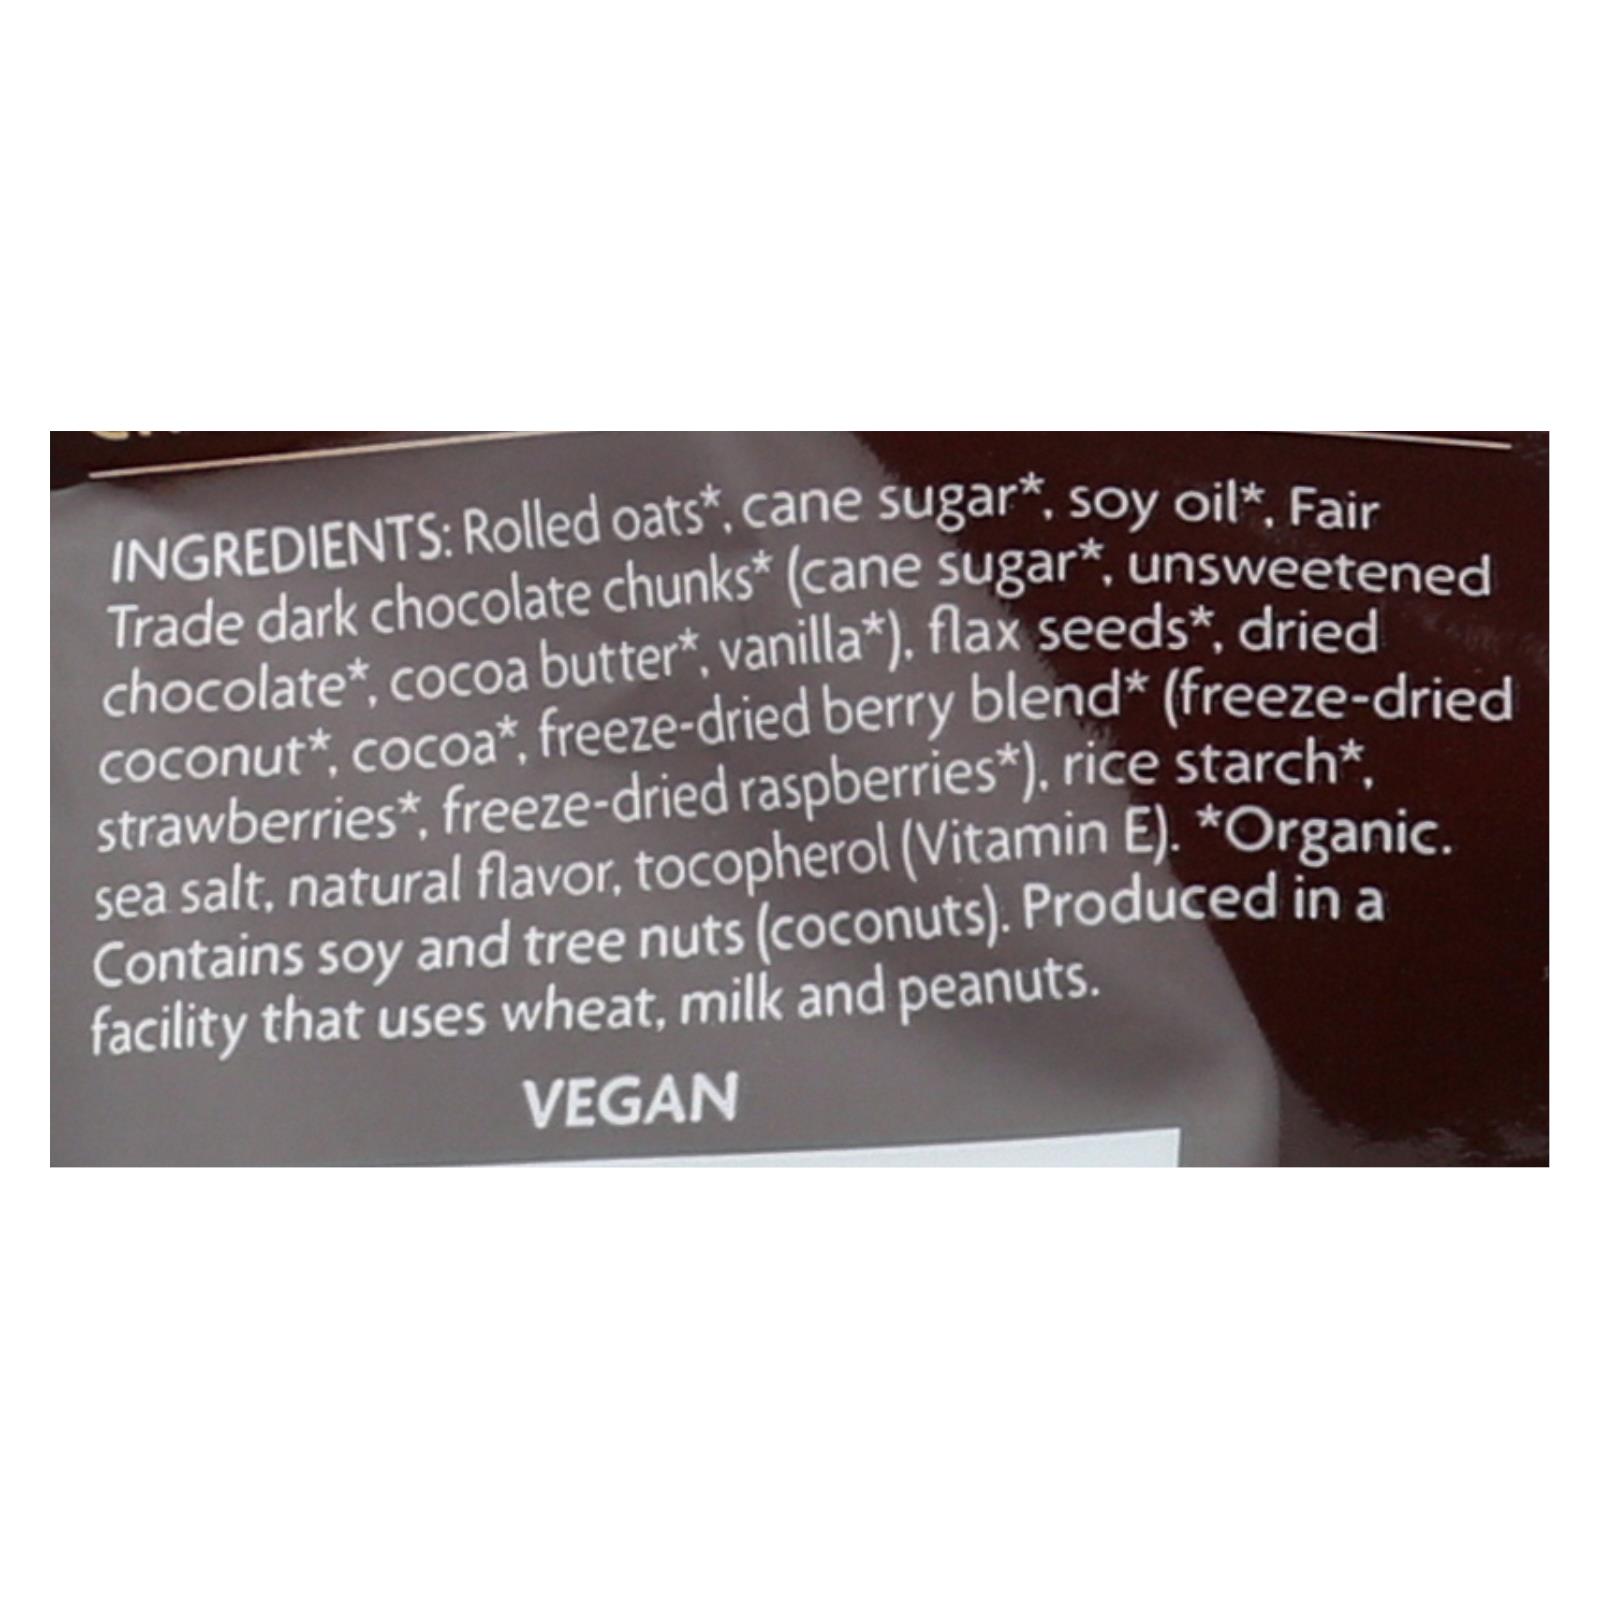 INGREDIENTS: Rolled oats*, cane sugar*, soy oil*, Fair
Trade dark chocolate chunks* (cane sugar*, unsweetened
chocolate*, cocoa butter*, vanilla*), flax seeds*, dried
coconut*, cocoa*, freeze-dried berry blend* (freeze-dried
strawberries*, freeze-dried raspberries*), rice starch*,
sea salt, natural flavor, tocopherol (Vitamin E). *Organic.
Contains soy and tree nuts (coconuts). Produced in a
facility that uses wheat, milk and peanuts.
VEGAN